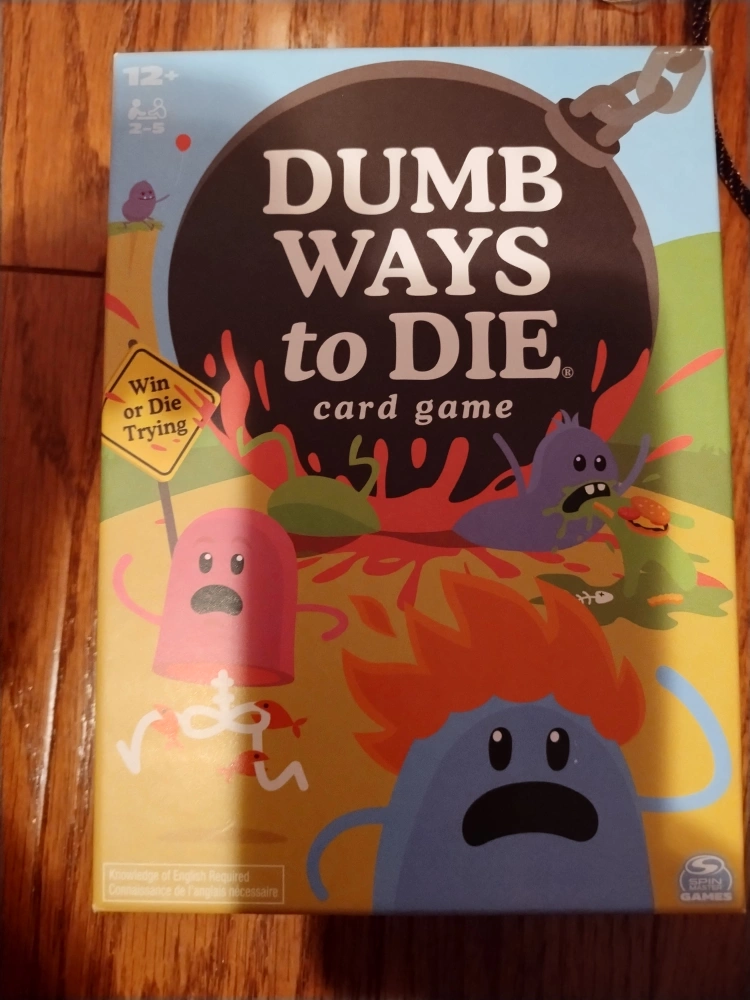 12+
2-5
DUMB
WAYS
to DIE®
card game
Win
or Die
Trying
Knowledge of English Required
Connaissance de l'anglais nécessaire
SPIN
MASTER
GAMES